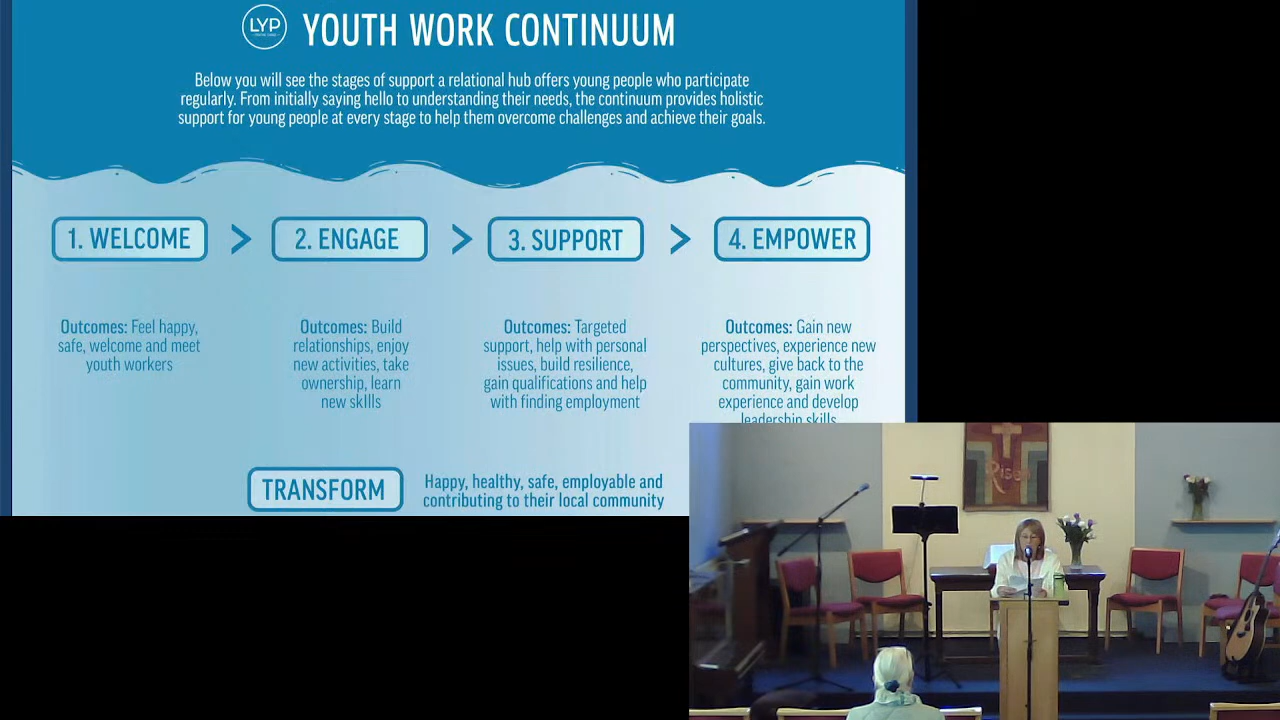 LYP
YOUTH WORK CONTINUUM
Below you will see the stages of support a relational hub offers young people who participate
regularly. From initially saying hello to understanding their needs, the continuum provides holistic
support for young people at every stage to help them overcome challenges and achieve their goals.
1. WELCOME
2. ENGAGE
3. SUPPORT
4. EMPOWER
Outcomes: Feel happy,
safe, welcome and meet
youth workers
Outcomes: Build
relationships, enjoy
new activities, take
ownership, learn
new skills
Outcomes: Targeted
support, help with personal
issues, build resilience,
gain qualifications and help
with finding employment
Outcomes: Gain new
perspectives, experience new
cultures, give back to the
community, gain work
experience and develop
leadership skills
TRANSFORM
Happy, healthy, safe, employable and
contributing to their local community
Risen